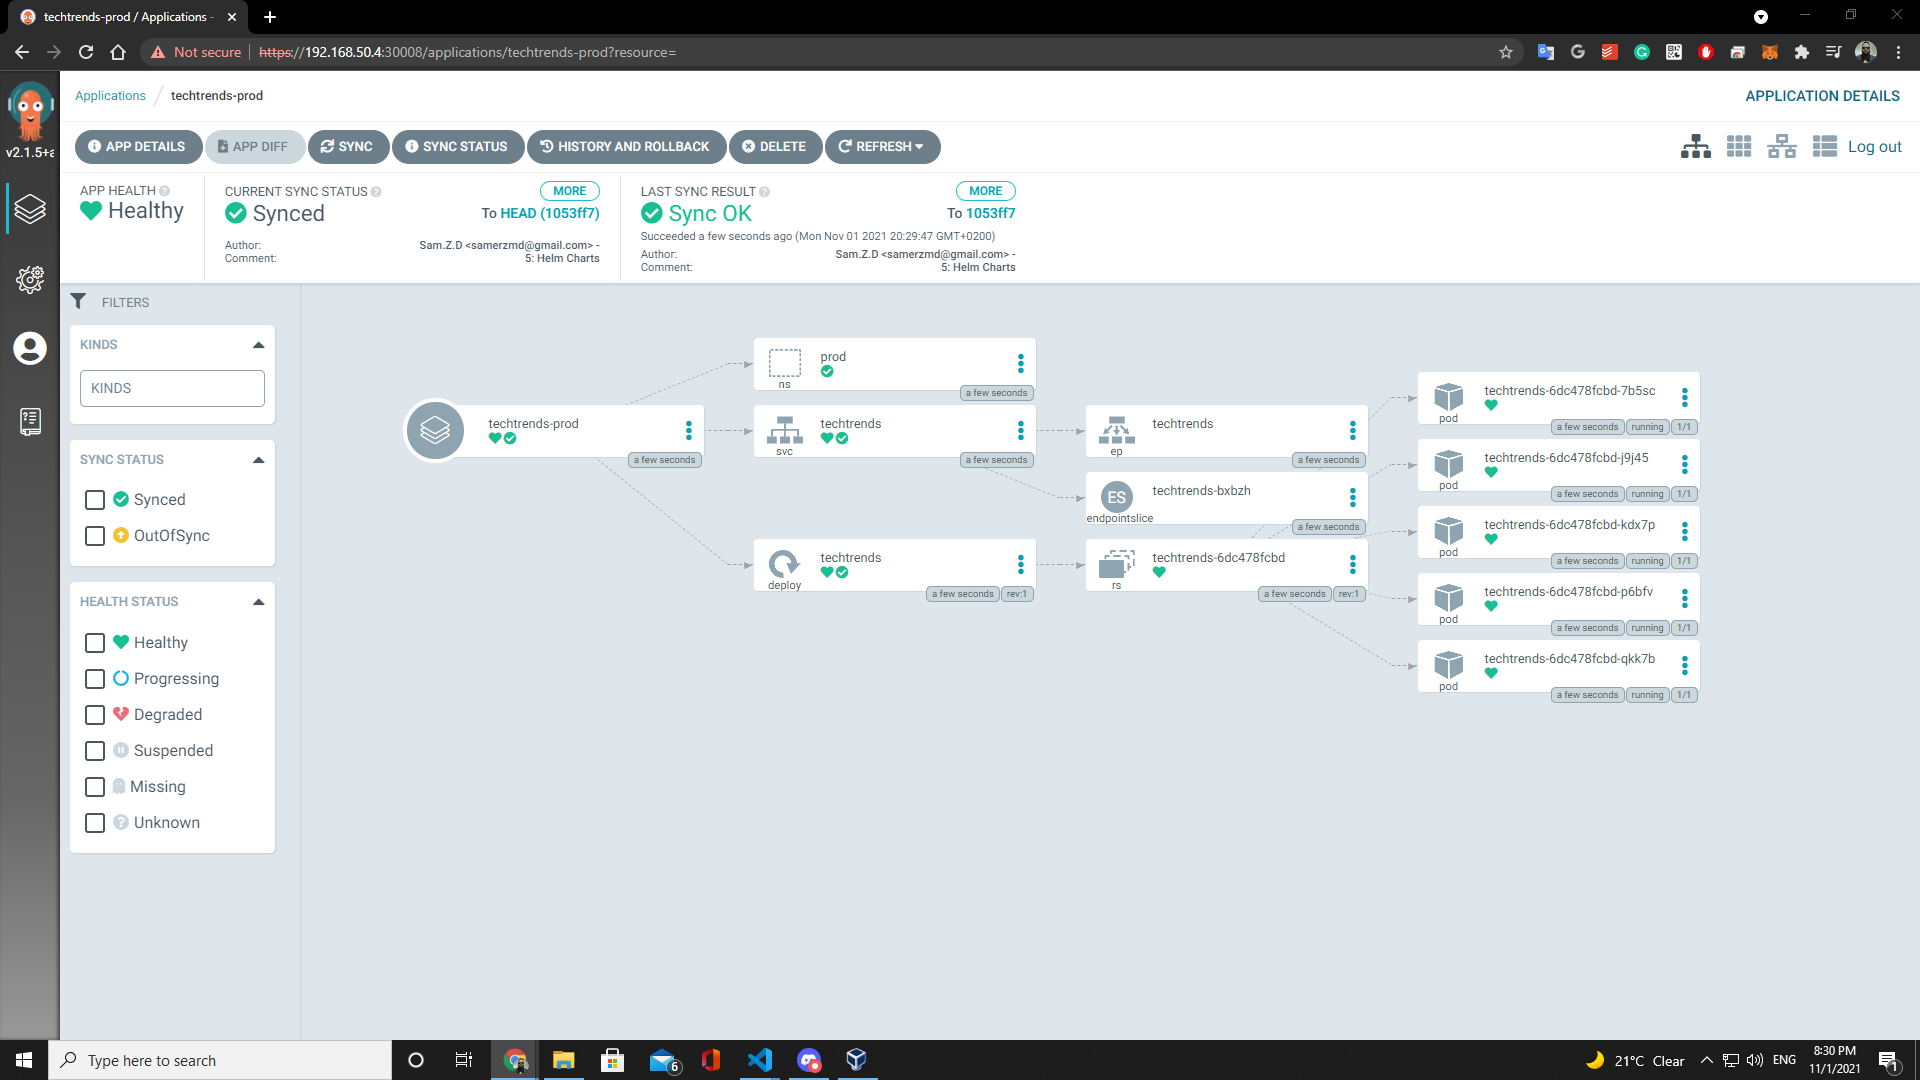 techtrends-prod / Applications -
Not secure https://192.168.50.4:30008/applications/techtrends-prod?resource=
v2.1.5+a
Applications / techtrends-prod
APPLICATION DETAILS
APP DETAILS
APP DIFF
SYNC
SYNC STATUS
HISTORY AND ROLLBACK
DELETE
REFRESH
Log out
APP HEALTH
Healthy
CURRENT SYNC STATUS
MORE
Synced
To HEAD (1053ff7)
Author:
Sam.Z.D <samerzmd@gmail.com> -
Comment:
5: Helm Charts
LAST SYNC RESULT
MORE
Sync OK
To 1053ff7
Succeeded a few seconds ago (Mon Nov 01 2021 20:29:47 GMT+0200)
Author:
Sam.Z.D <samerzmd@gmail.com> -
Comment:
5: Helm Charts
FILTERS
KINDS
KINDS
SYNC STATUS
Synced
OutOfSync
HEALTH STATUS
Healthy
Progressing
Degraded
Suspended
Missing
Unknown
techtrends-prod
a few seconds
prod
ns
a few seconds
techtrends
svc
a few seconds
techtrends
deploy
a few seconds
rev:1
techtrends
ep
a few seconds
ES
techtrends-bxbzh
endpointslice
a few seconds
techtrends-6dc478fcbd
rs
a few seconds
rev:1
techtrends-6dc478fcbd-7b5sc
pod
a few seconds
running
1/1
techtrends-6dc478fcbd-j9j45
pod
a few seconds
running
1/1
techtrends-6dc478fcbd-kdx7p
pod
a few seconds
running
1/1
techtrends-6dc478fcbd-p6bfv
pod
a few seconds
running
1/1
techtrends-6dc478fcbd-qkk7b
pod
a few seconds
running
1/1
Type here to search
6
21°C Clear
ENG
8:30 PM
11/1/2021
1